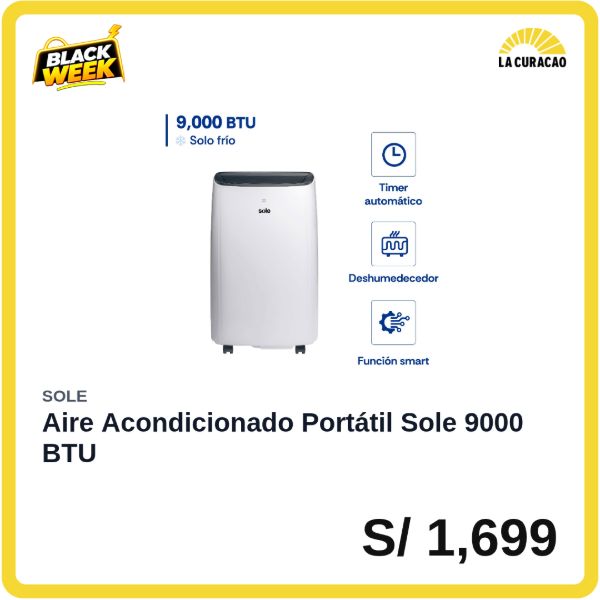 BLACK
WEEK
LA CURACAO
9,000 BTU
Solo frío
sole
Timer
automático
Deshumedecedor
Función smart
SOLE
Aire Acondicionado Portátil Sole 9000
BTU
S/ 1,699